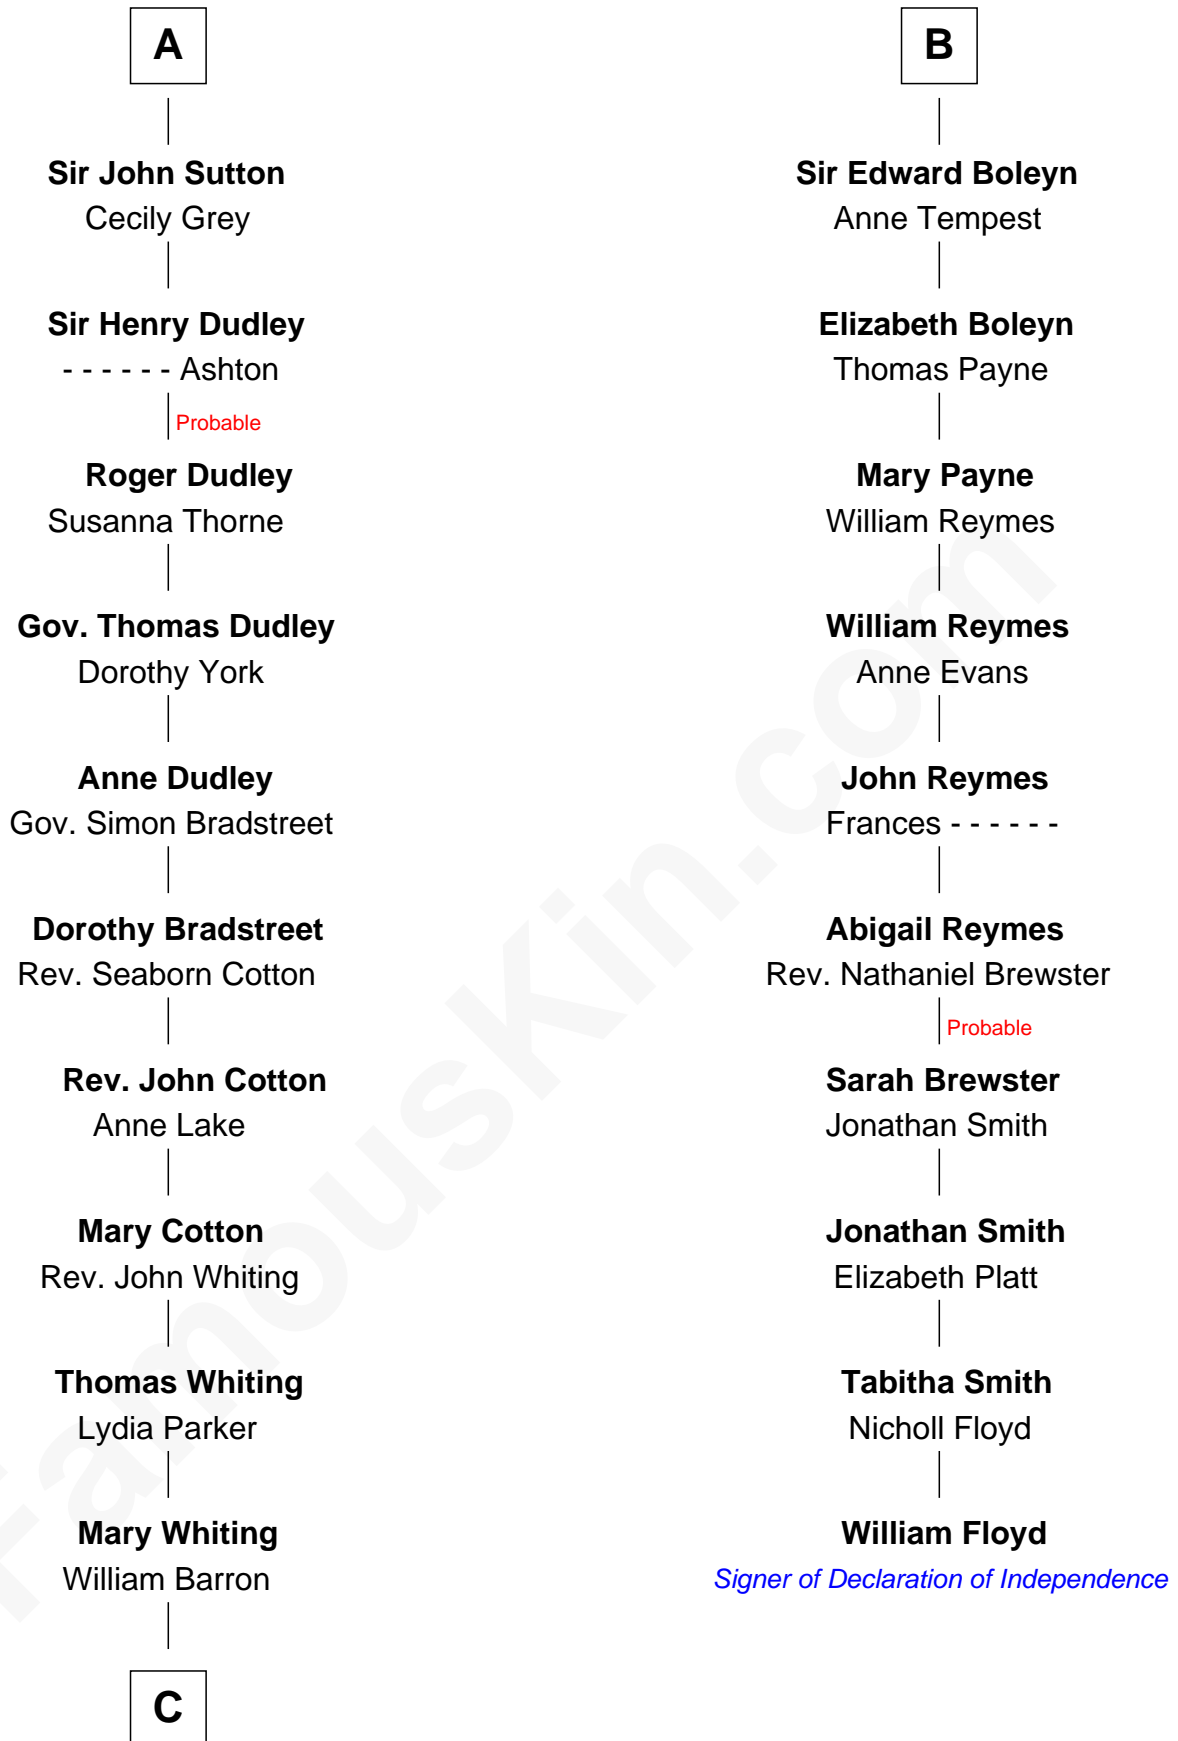 A
Sir John Sutton
Cecily Grey
Sir Henry Dudley
- - - - - - Ashton
Probable
Roger Dudley
Susanna Thorne
Gov. Thomas Dudley
Dorothy York
Anne Dudley
Gov. Simon Bradstreet
Dorothy Bradstreet
Rev. Seaborn Cotton
Rev. John Cotton
Anne Lake
Mary Cotton
Rev. John Whiting
Thomas Whiting
Lydia Parker
Mary Whiting
William Barron
C
B
Sir Edward Boleyn
Anne Tempest
Elizabeth Boleyn
Thomas Payne
Mary Payne
William Reymes
William Reymes
Anne Evans
John Reymes
Frances - - - - - -
Abigail Reymes
Rev. Nathaniel Brewster
Probable
Sarah Brewster
Jonathan Smith
Jonathan Smith
Elizabeth Platt
Tabitha Smith
Nicholl Floyd
William Floyd
Signer of Declaration of Independence
FamousKin.com